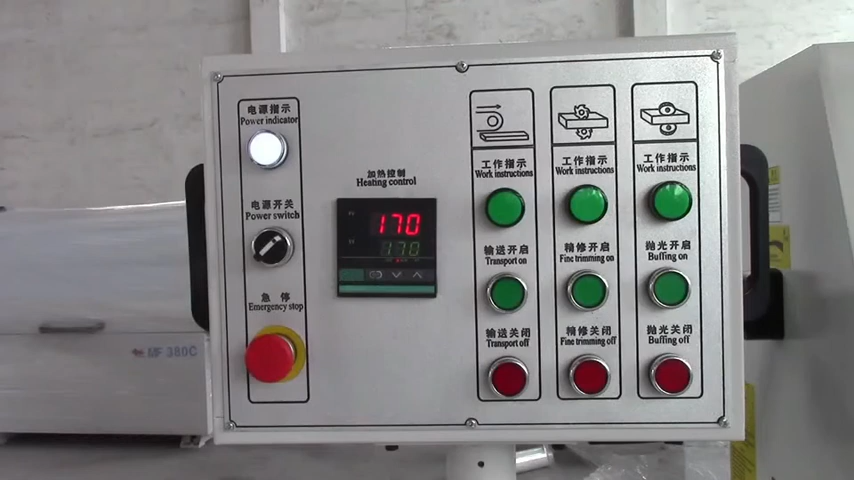 电源指示
Power indicator
电源开关
Power switch
急停
Emergency stop
加热控制
Heating control
170
170
工作指示
Work instructions
输送开启
Transport on
输送关闭
Transport off
工作指示
Work instructions
精修开启
Fine trimming on
精修关闭
Fine trimming off
工作指示
Work instructions
抛光开启
Buffing on
抛光关闭
Buffing off
MF 380C